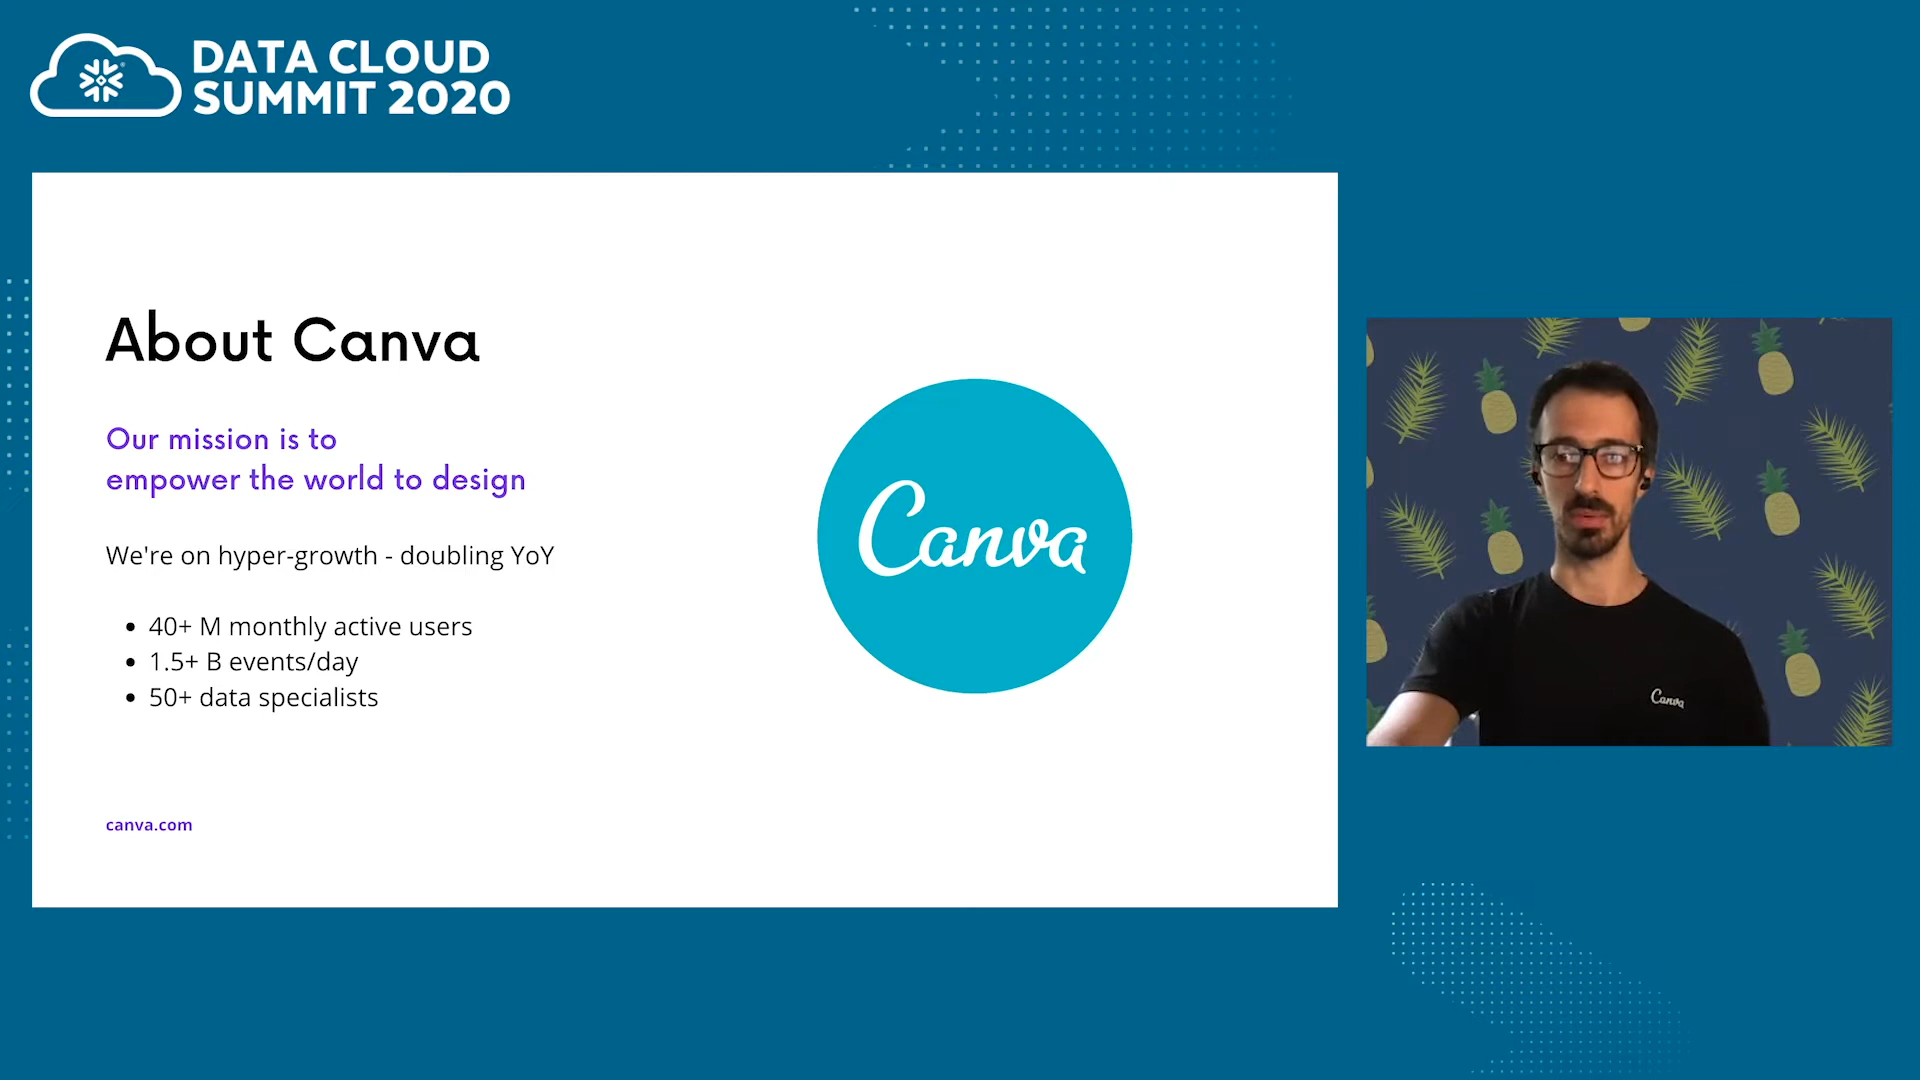 DATA CLOUD
SUMMIT 2020
About Canva
Our mission is to
empower the world to design
We're on hyper-growth - doubling YoY
• 40+ M monthly active users
• 1.5+ B events/day
• 50+ data specialists
canva.com
Canva
Canva